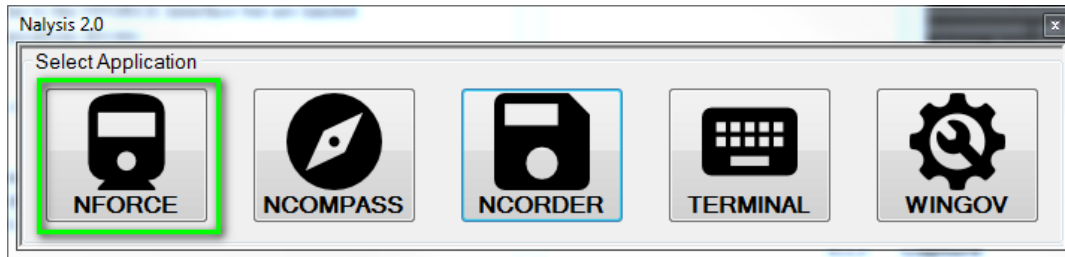 Nalysis 2.0
x
Select Application
NFORCE
NCOMPASS
NCORDER
TERMINAL
WINGOV